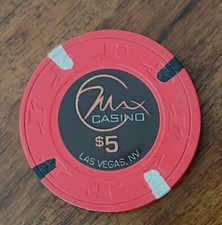 Max
CASINO
$5
LAS VEGAS, NV